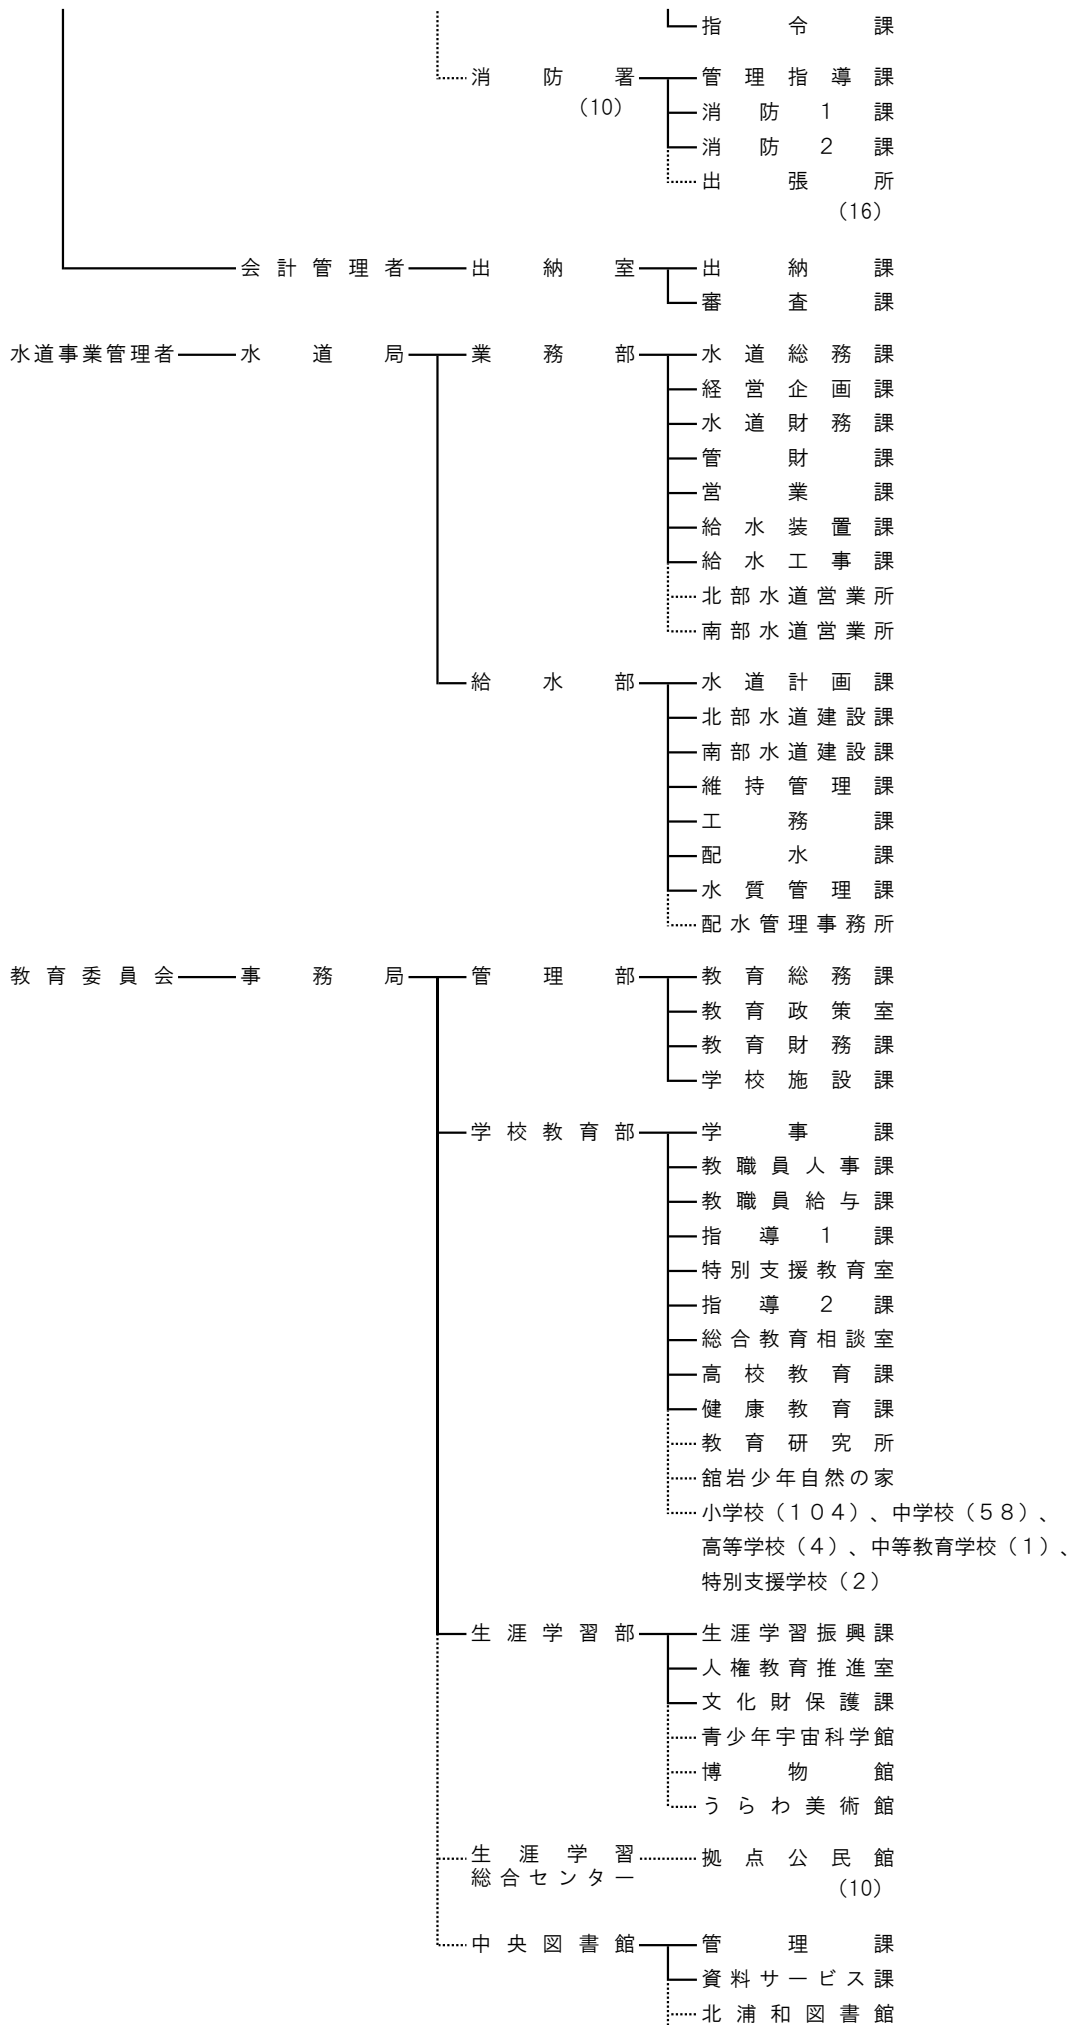 指令課
消防署 管理指導課
(10) 消防1課
消防2課
出張所
(16)
会計管理者 出納室 出納課
審査課
水道事業管理者 水道局 業務部 水道総務課
経営企画課
水道財務課
管財課
営業課
給水装置課
給水工事課
北部水道営業所
南部水道営業所
給水部 水道計画課
北部水道建設課
南部水道建設課
維持管理課
工務課
配水課
水質管理課
配水管理事務所
教育委員会 事務局 管理部 教育総務課
教育政策室
教育財務課
学校施設課
学校教育部 学事課
教職員人事課
教職員給与課
指導1課
特別支援教育室
指導2課
総合教育相談室
高校教育課
健康教育課
教育研究所
舘岩少年自然の家
小学校(104)、中学校(58)、
高等学校(4)、中等教育学校(1)、
特別支援学校(2)
生涯学習部 生涯学習振興課
人権教育推進室
文化財保護課
青少年宇宙科学館
博物館
うらわ美術館
生涯学習
総合センター 拠点公民館
(10)
中央図書館 管理課
資料サービス課
北浦和図書館